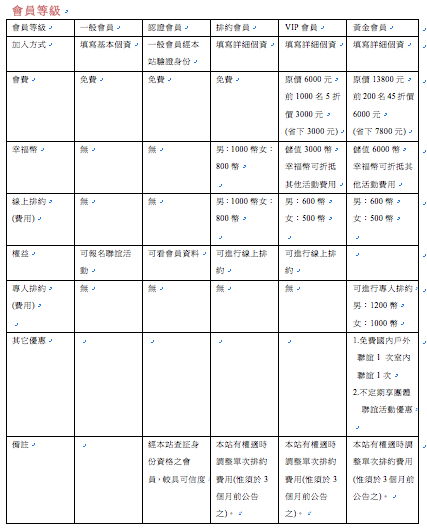 會員等級
會員等級 一般會員 認證會員 排約會員 VIP 會員 黃金會員
加入方式 填寫基本個資 一般會員經本站驗證身份 填寫詳細個資 填寫詳細個資 填寫詳細個資
會費 免費 免費 免費 原價 6000 元 原價 13800 元
前 1000 名 5 折 前 200 名 45 折價
價 3000 元 6000 元
(省下 3000 元) (省下 7800 元)
幸福幣 無 無 男：1000 幣女： 儲值 3000 幣 儲值 6000 幣
800 幣 幸福幣可折抵 幸福幣可折抵其
其他活動費用 他活動費用
線上排約 無 無 男：1000 幣女： 男：600 幣 男：600 幣
(費用) 800 幣 女：500 幣 女：500 幣
權益 可報名聯誼活 可看會員資料 可進行線上排 可進行線上排
動 約 約
專人排約 無 無 無 無 可進行專人排約
(費用) 男：1200 幣
女：1000 幣
其它優惠 1.免費國內戶外
聯誼 1 次室內
聯誼 1 次
2.不定期享團體
聯誼活動優惠
備註 經本站查証身 本站有權適時 本站有權適時 本站有權適時調
份資格之會 調整單次排約 調整單次排約 整單次排約費用
員，較具可信度 費用(惟須於 3 費用(惟須於 3 (惟須於 3 個月前公告
個月前公告 個月前公告 之)。
之)。 之)。